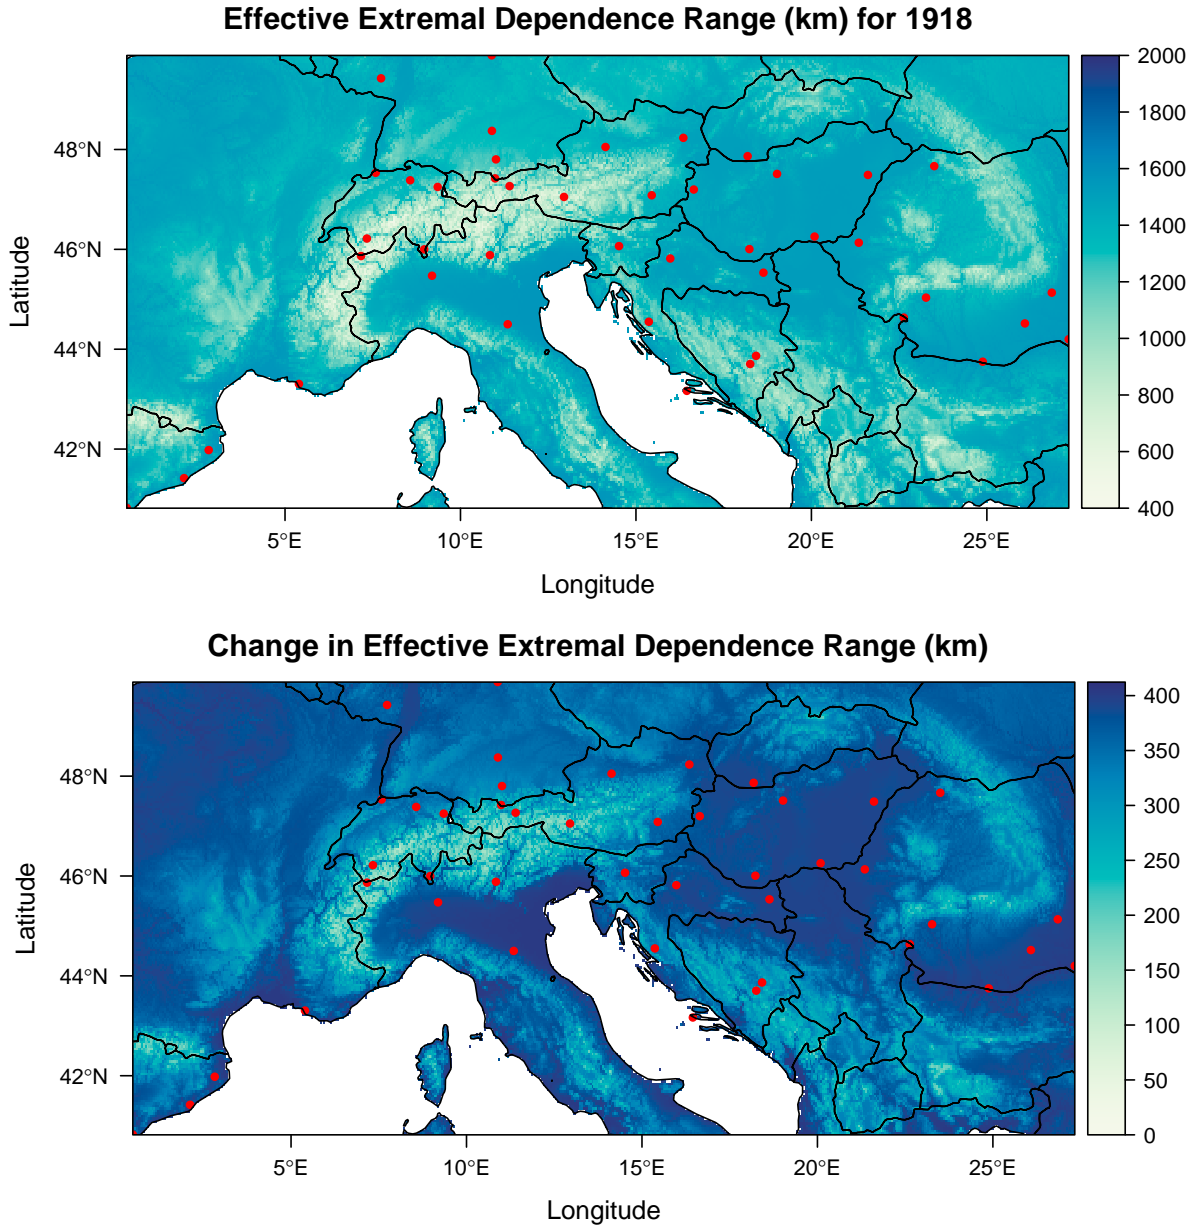 Effective Extremal Dependence Range (km) for 1918
2000
1800
1600
1400
1200
1000
800
600
400
48°N
46°N
44°N
42°N
Latitude
5°E 10°E 15°E 20°E 25°E
Longitude
Change in Effective Extremal Dependence Range (km)
400
350
300
250
200
150
100
50
0
48°N
46°N
44°N
42°N
Latitude
5°E 10°E 15°E 20°E 25°E
Longitude